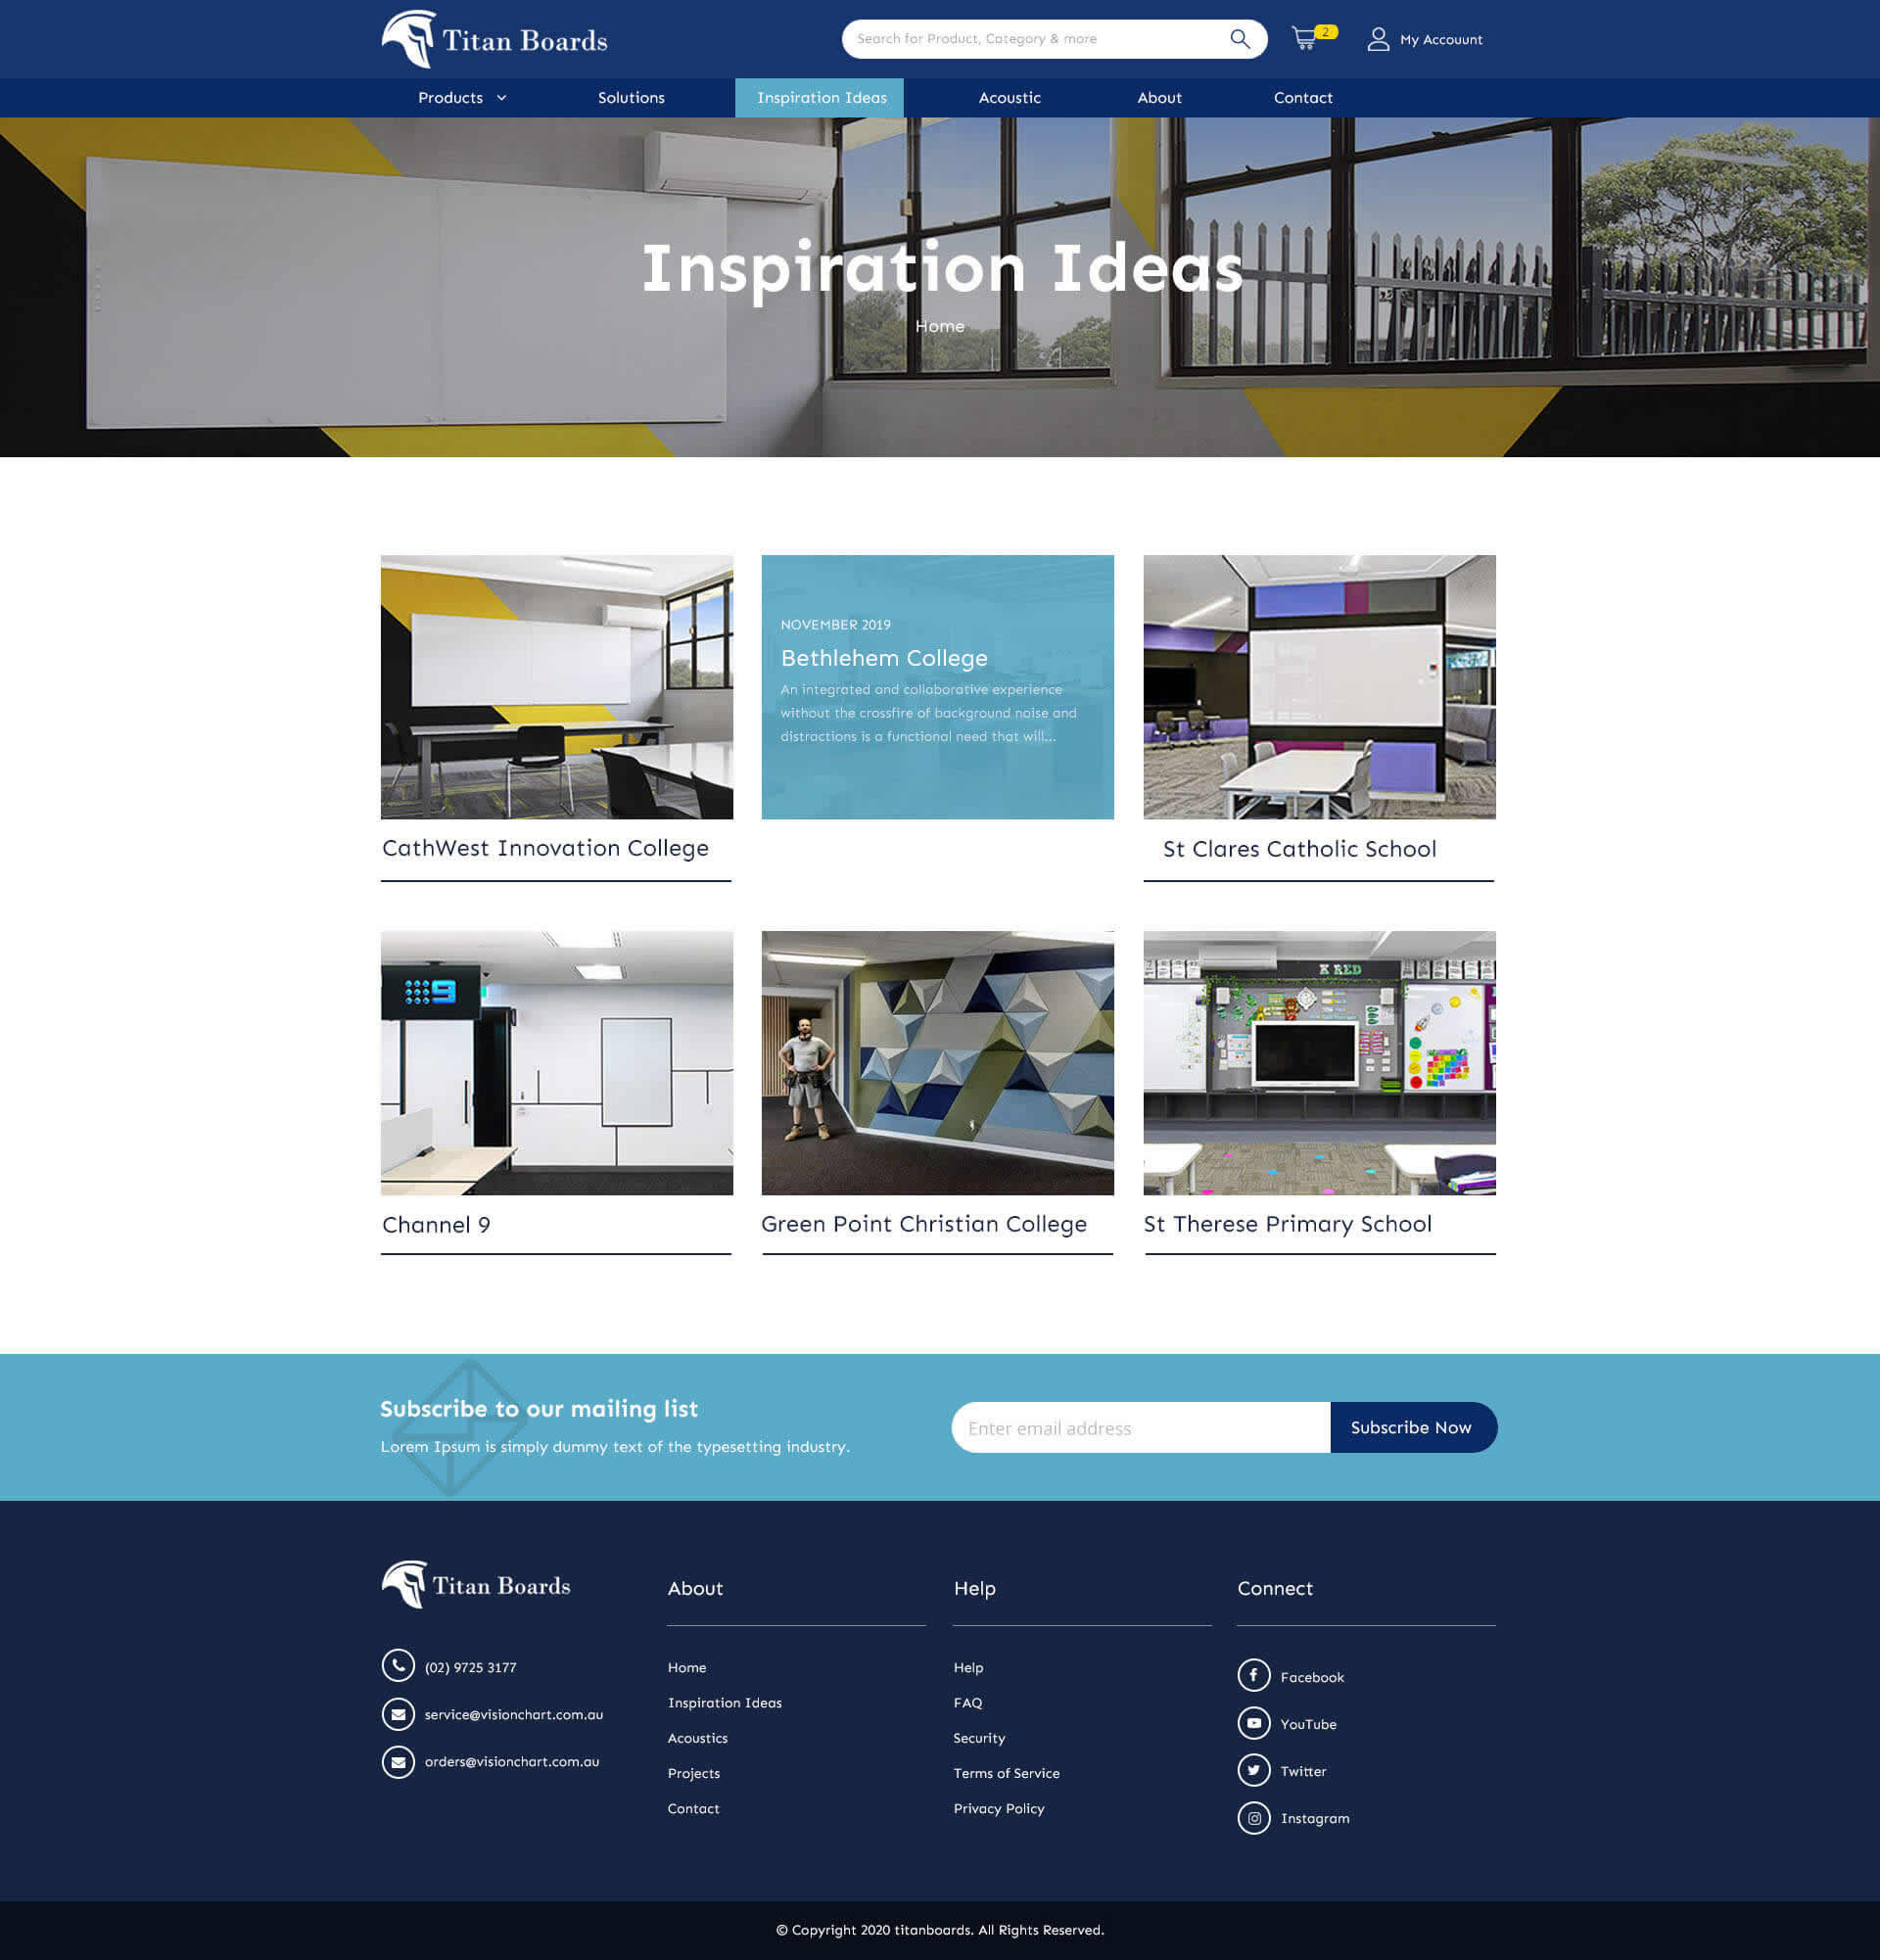 Titan Boards
Search for Product, Category & more
2
My Accouunt
Products
Solutions
Inspiration Ideas
Acoustic
About
Contact
Inspiration Ideas
Home
NOVEMBER 2019
Bethlehem College
An integrated and collaborative experience
without the crossfire of background noise and
distractions is a functional need that will...
CathWest Innovation College
St Clares Catholic School
9
K RED
Channel 9
Green Point Christian College
St Therese Primary School
Subscribe to our mailing list
Lorem Ipsum is simply dummy text of the typesetting industry.
Enter email address
Subscribe Now
Titan Boards
(02) 9725 3177
service@visionchart.com.au
orders@visionchart.com.au
About
Home
Inspiration Ideas
Acoustics
Projects
Contact
Help
Help
FAQ
Security
Terms of Service
Privacy Policy
Connect
Facebook
YouTube
Twitter
Instagram
© Copyright 2020 titanboards. All Rights Reserved.